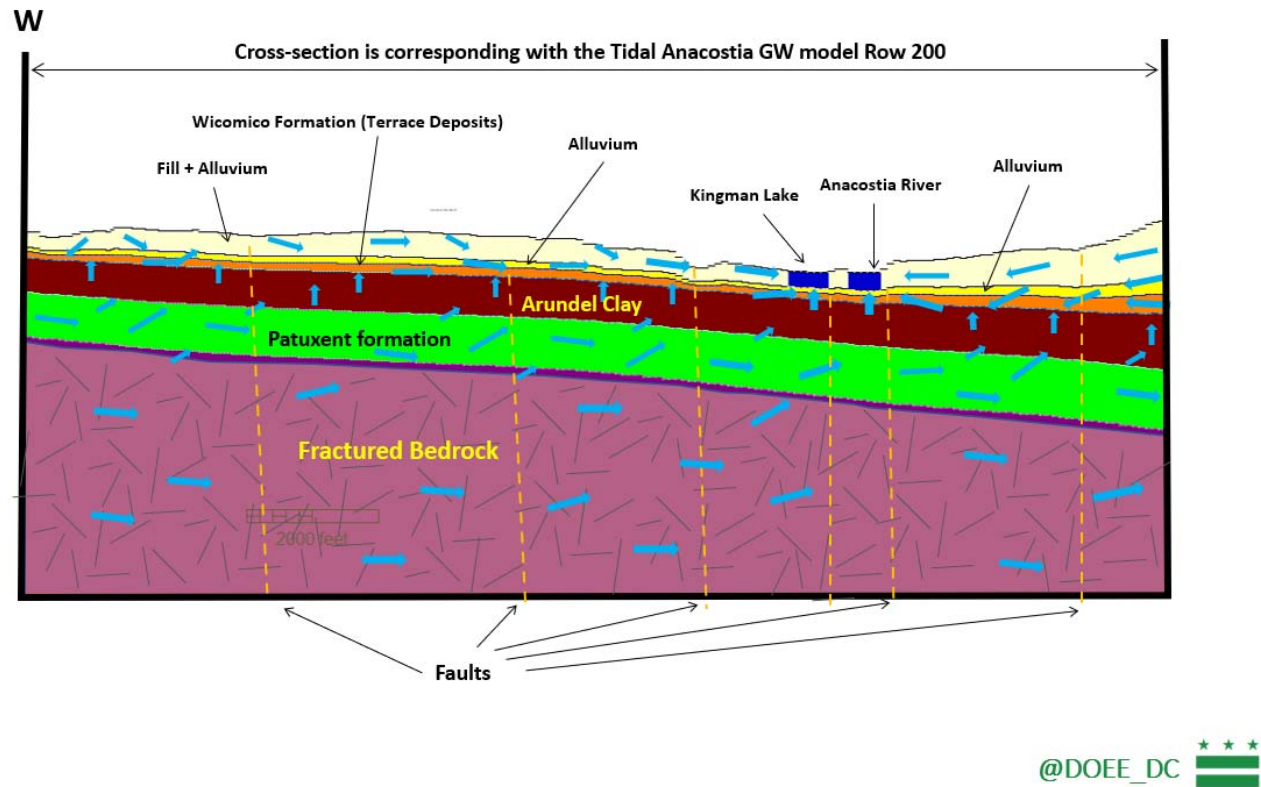 W
Cross-section is corresponding with the Tidal Anacostia GW model Row 200
Wicomico Formation (Terrace Deposits)
Alluvium
Fill + Alluvium
Alluvium
Kingman Lake
Anacostia River
Arundel Clay
Patuxent formation
Fractured Bedrock
2000 feet
Faults
@DOEE_DC